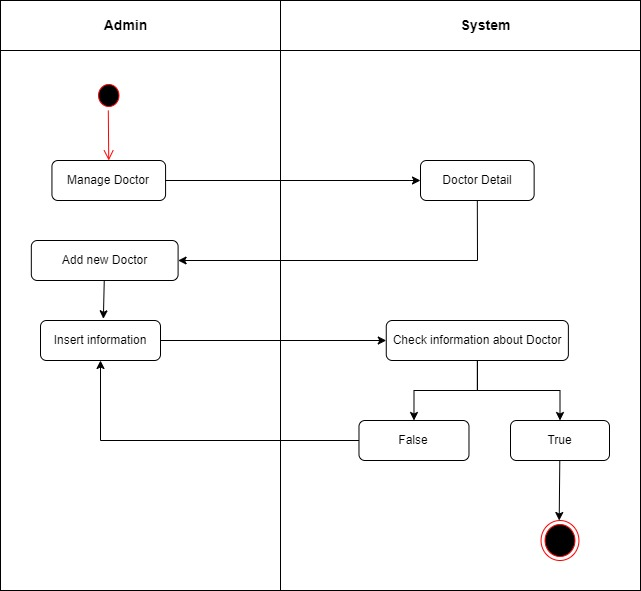 Admin
System
Manage Doctor
Doctor Detail
Add new Doctor
Insert information
Check information about Doctor
False
True